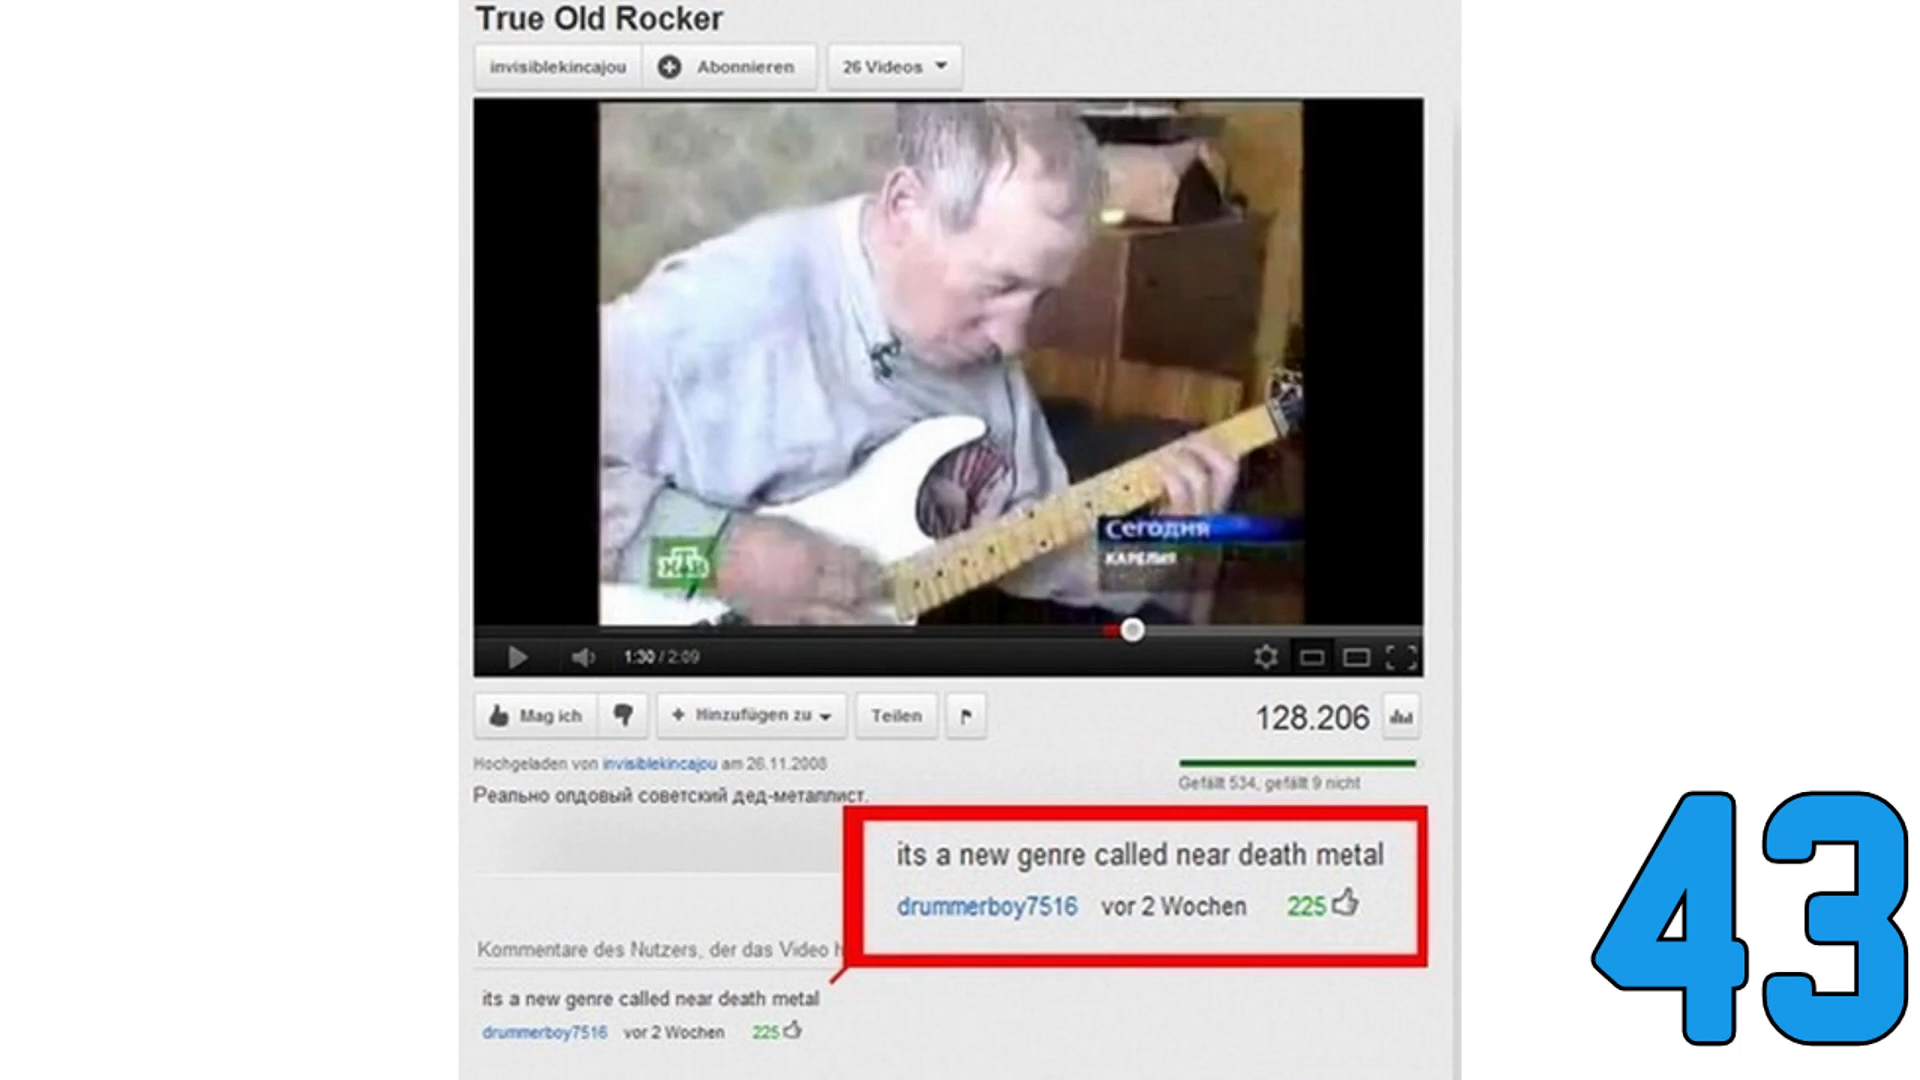 True Old Rocker
invisiblekincajou Abonnieren 26 Videos
Сегодня
КАРЕЛИЯ
НТВ
1:30 / 2:09
Mag ich Hinzufügen zu Teilen 128.206
Hochgeladen von invisiblekincajou am 26.11.2008
Gefällt 534, gefällt 9 nicht
Реально олдовый советский дед-металлист.
its a new genre called near death metal
drummerboy7516 vor 2 Wochen 225
Kommentare des Nutzers, der das Video
its a new genre called near death metal
drummerboy7516 vor 2 Wochen 225
43